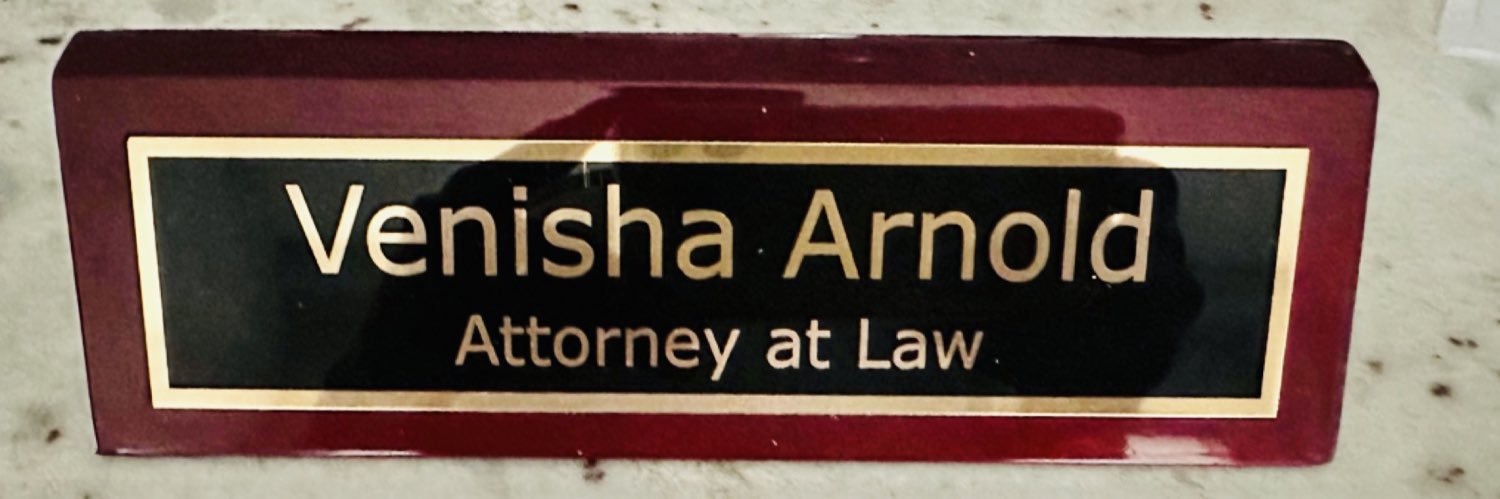 Venisha Arnold
Attorney at Law